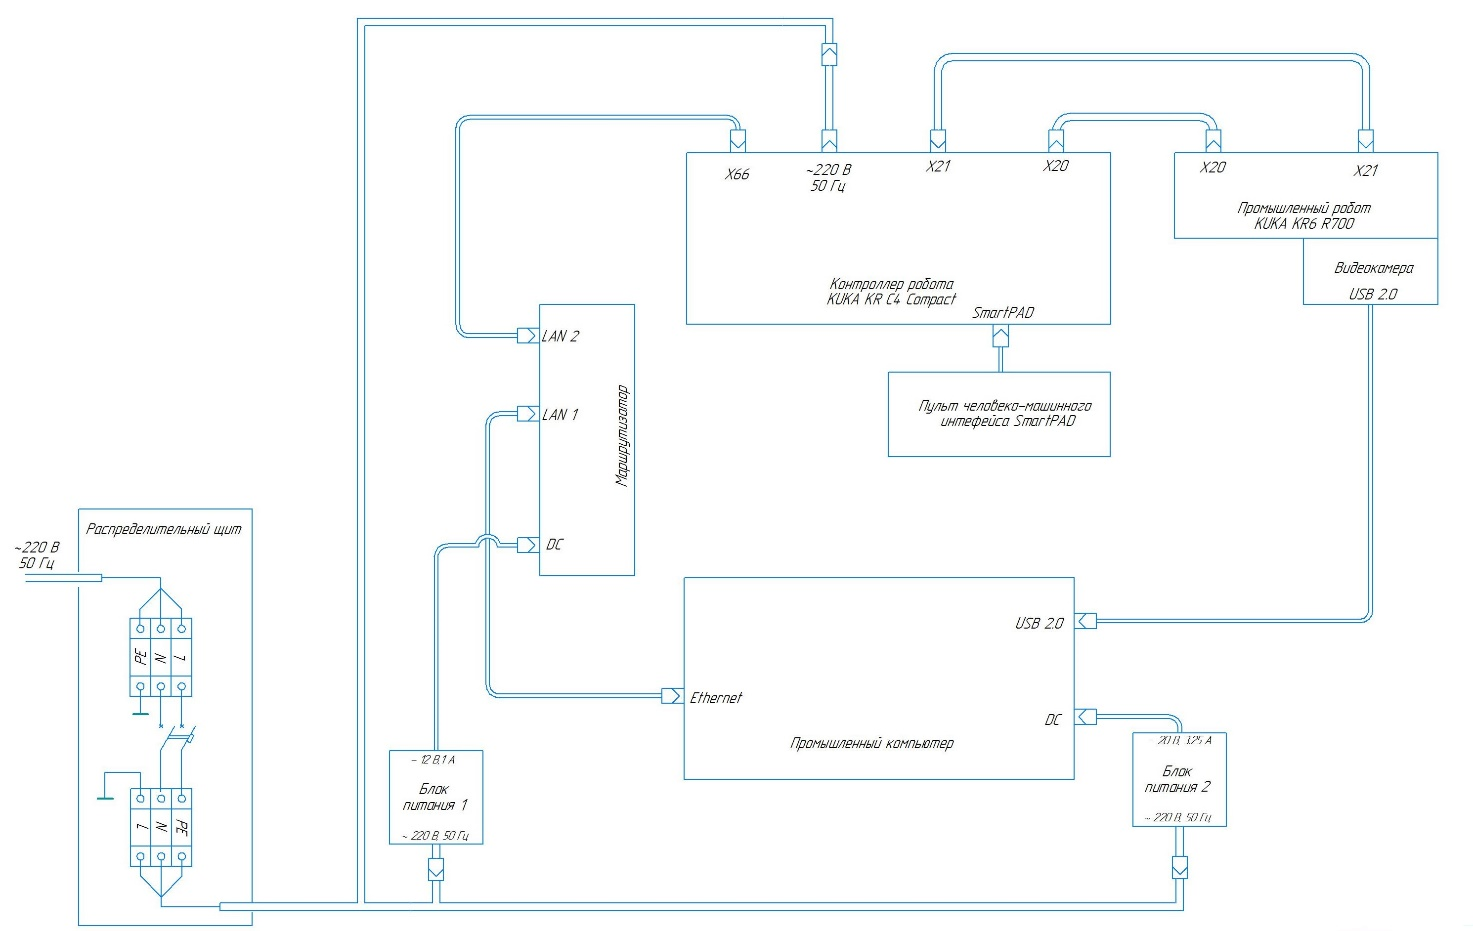 X66
~220 В
50 Гц
X21
X20
X20
X21
Промышленный робот
KUKA KR6 R700
Видеокамера
USB 2.0
Контроллер робота
KUKA KR C4 Compact
SmartPAD
Пульт человеко-машинного
интефейса SmartPAD
LAN 2
LAN 1
DC
Маршрутизатор
Распределительный щит
~220 В
50 Гц
PE
N
L
L
N
PE
USB 2.0
Ethernet
DC
Промышленный компьютер
~ 12 В,1 А
Блок
питания 1
~ 220 В, 50 Гц
20 В, 3,25 А
Блок
питания 2
~ 220 В, 50 Гц